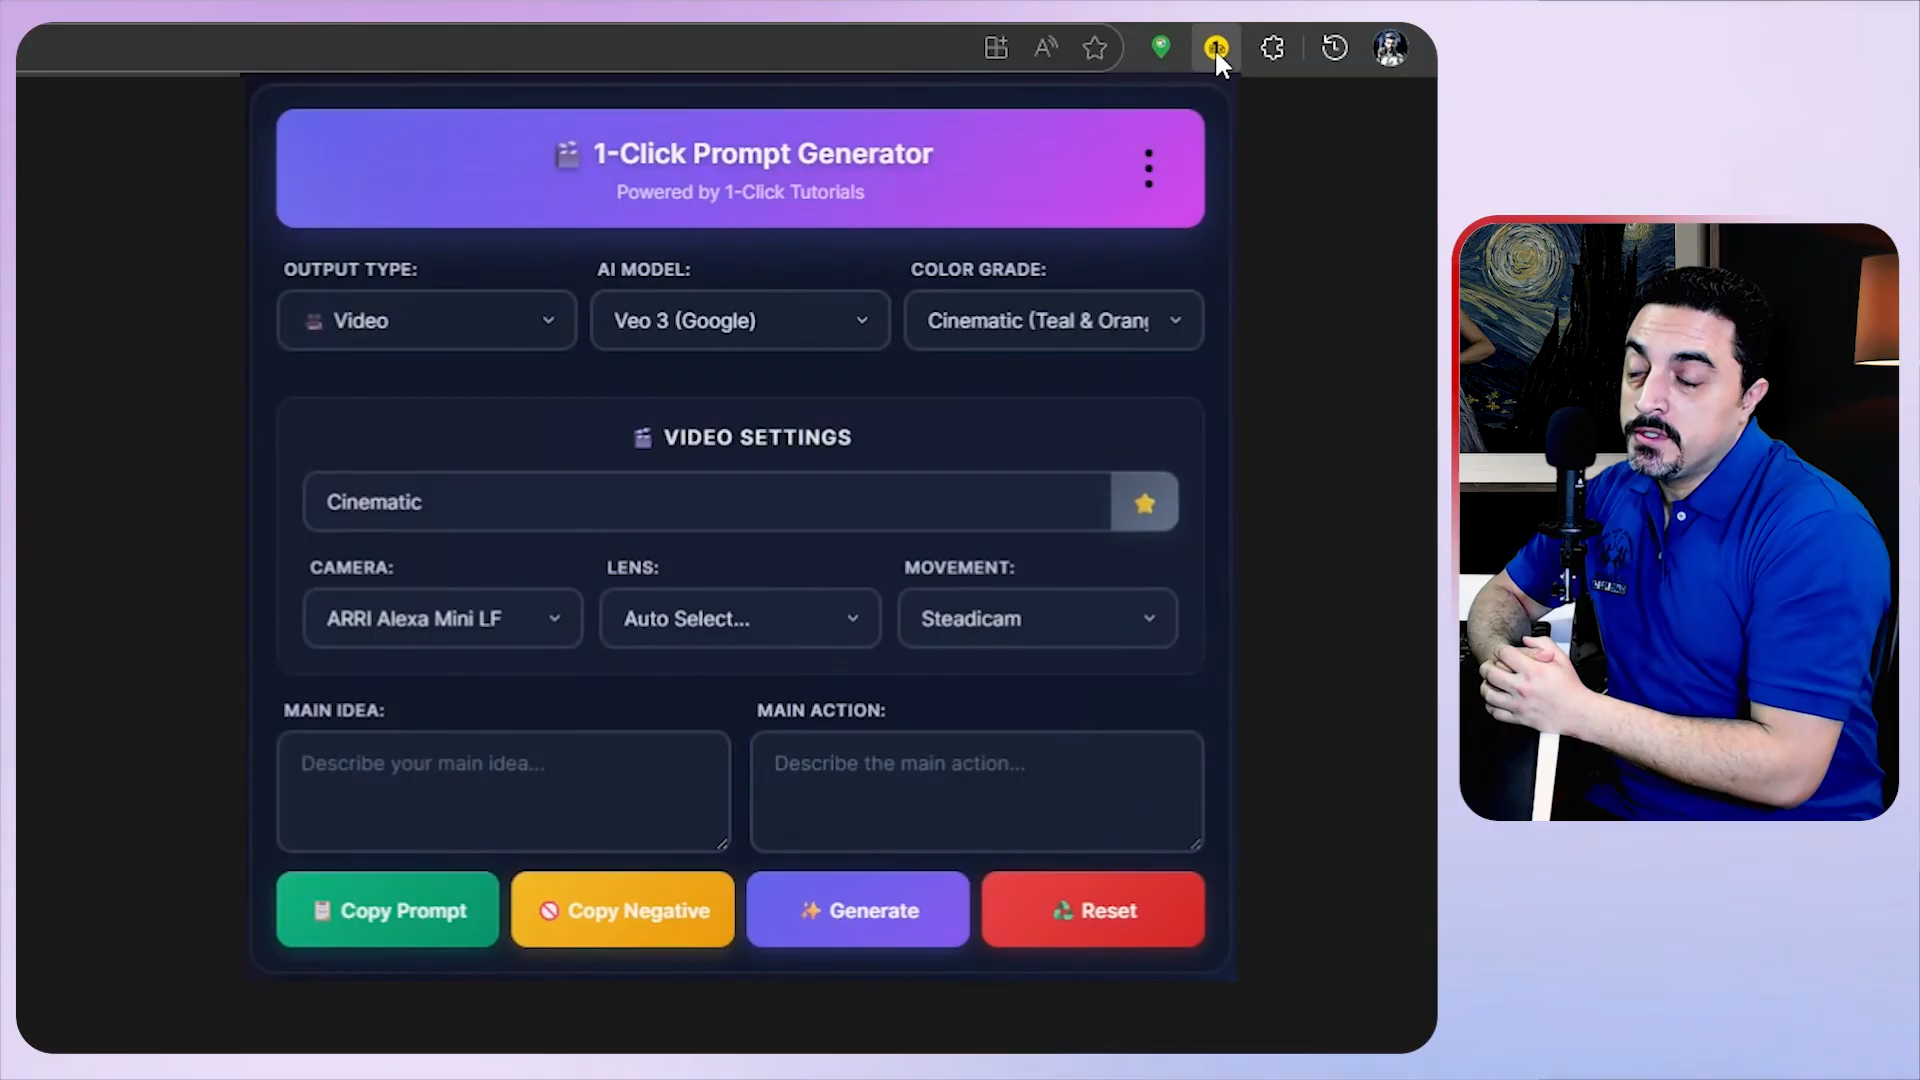 1-Click Prompt Generator
Powered by 1-Click Tutorials
OUTPUT TYPE:
AI MODEL:
COLOR GRADE:
Video
Veo 3 (Google)
Cinematic (Teal & Orang
VIDEO SETTINGS
Cinematic
CAMERA:
LENS:
MOVEMENT:
ARRI Alexa Mini LF
Auto Select...
Steadicam
MAIN IDEA:
MAIN ACTION:
Describe your main idea...
Describe the main action...
Copy Prompt
Copy Negative
Generate
Reset